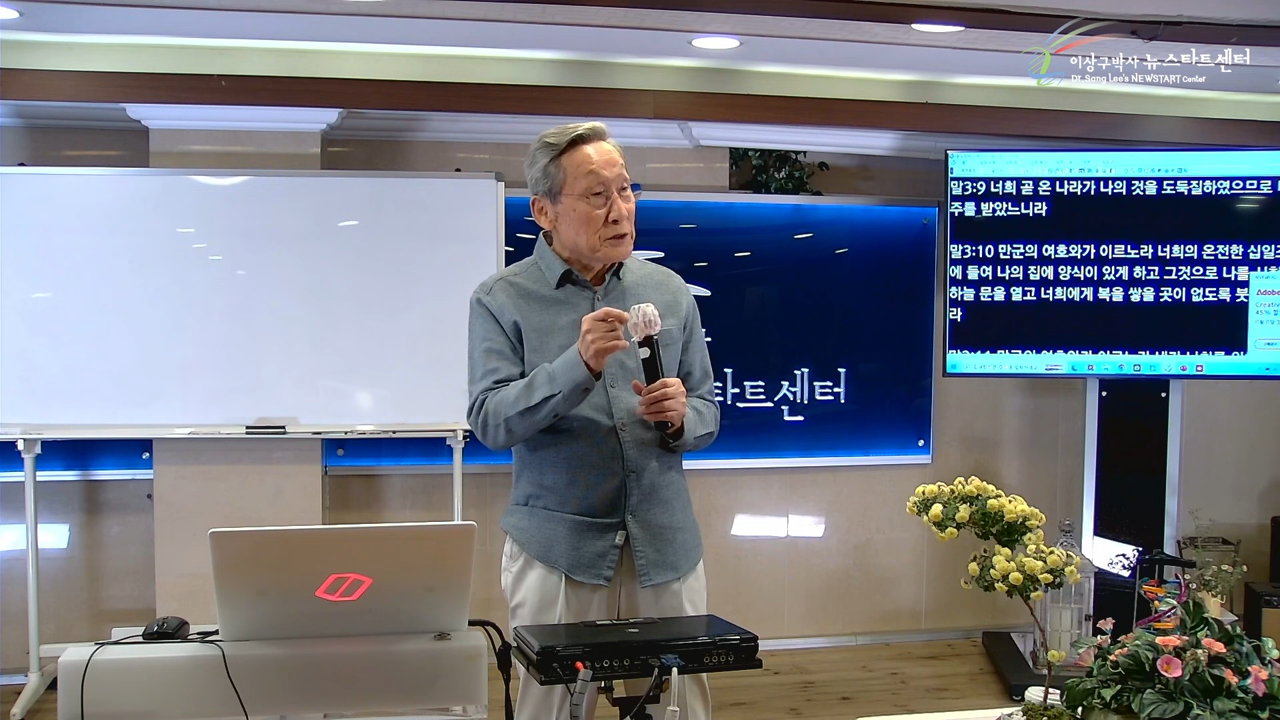 이상구박사 뉴스타트센터
Dr. Sang Lee's NEWSTART Center
말3:9 너희 곧 온 나라가 나의 것을 도둑질하였으므로
주를 받았느니라
말3:10 만군의 여호와가 이르노라 너희의 온전한 십일조
에 들여 나의 집에 양식이 있게 하고 그것으로 나를
하늘 문을 열고 너희에게 복을 쌓을 곳이 없도록 붓
라
Adobe
Creative
45%
타트센터